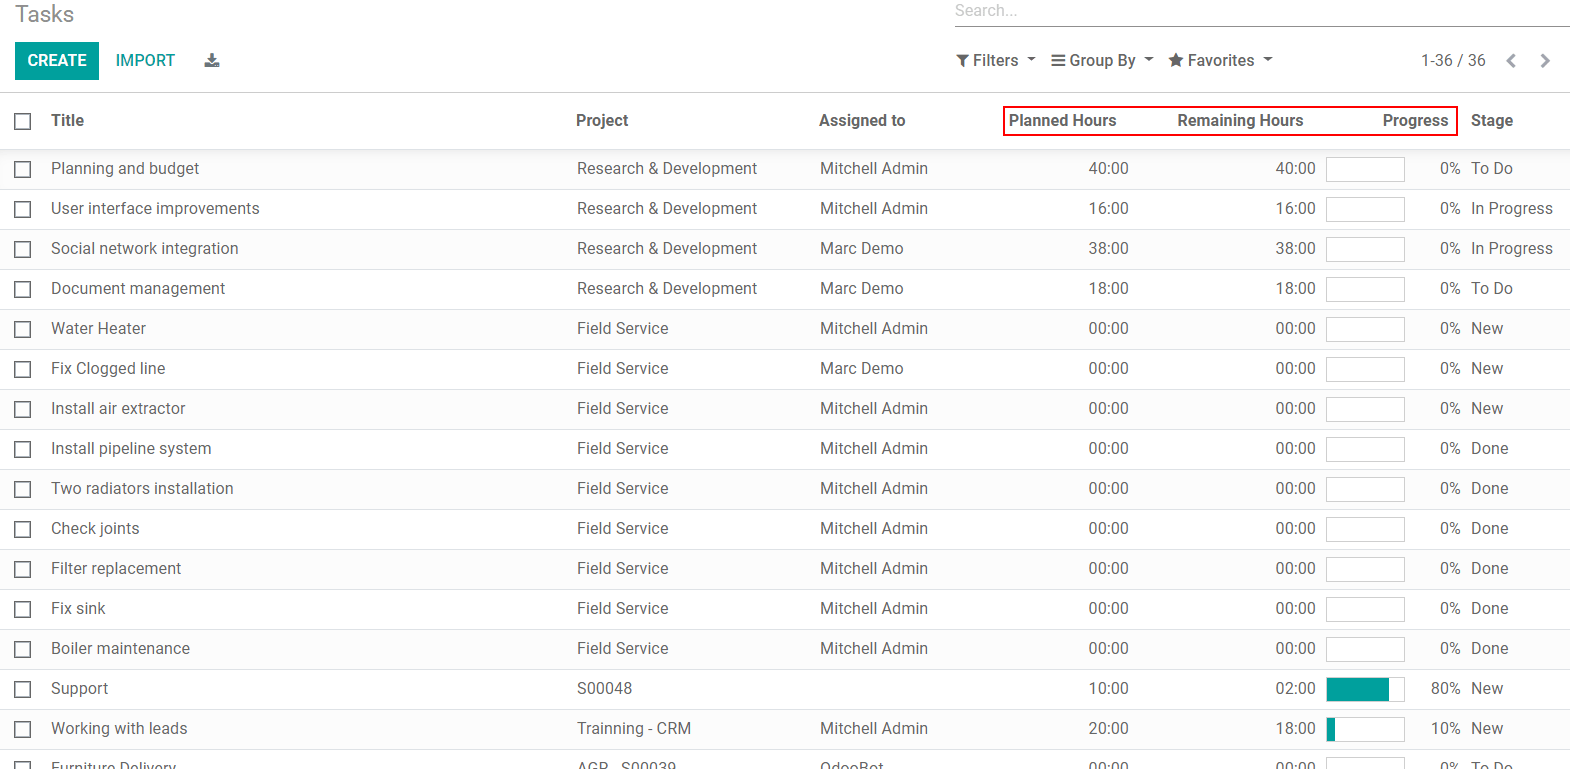 Tasks
Search...
CREATE IMPORT Filters Group By Favorites 1-36 / 36
Title Project Assigned to Planned Hours Remaining Hours Progress Stage
Planning and budget Research & Development Mitchell Admin 40:00 40:00 0% To Do
User interface improvements Research & Development Mitchell Admin 16:00 16:00 0% In Progress
Social network integration Research & Development Marc Demo 38:00 38:00 0% In Progress
Document management Research & Development Marc Demo 18:00 18:00 0% To Do
Water Heater Field Service Mitchell Admin 00:00 00:00 0% New
Fix Clogged line Field Service Marc Demo 00:00 00:00 0% New
Install air extractor Field Service Mitchell Admin 00:00 00:00 0% New
Install pipeline system Field Service Mitchell Admin 00:00 00:00 0% Done
Two radiators installation Field Service Mitchell Admin 00:00 00:00 0% Done
Check joints Field Service Mitchell Admin 00:00 00:00 0% Done
Filter replacement Field Service Mitchell Admin 00:00 00:00 0% Done
Fix sink Field Service Mitchell Admin 00:00 00:00 0% Done
Boiler maintenance Field Service Mitchell Admin 00:00 00:00 0% Done
Support S00048 10:00 02:00 80% New
Working with leads Trainning - CRM Mitchell Admin 20:00 18:00 10% New
Furniture Delivery S00039 OdooBot 00:00 00:00 0% To Do